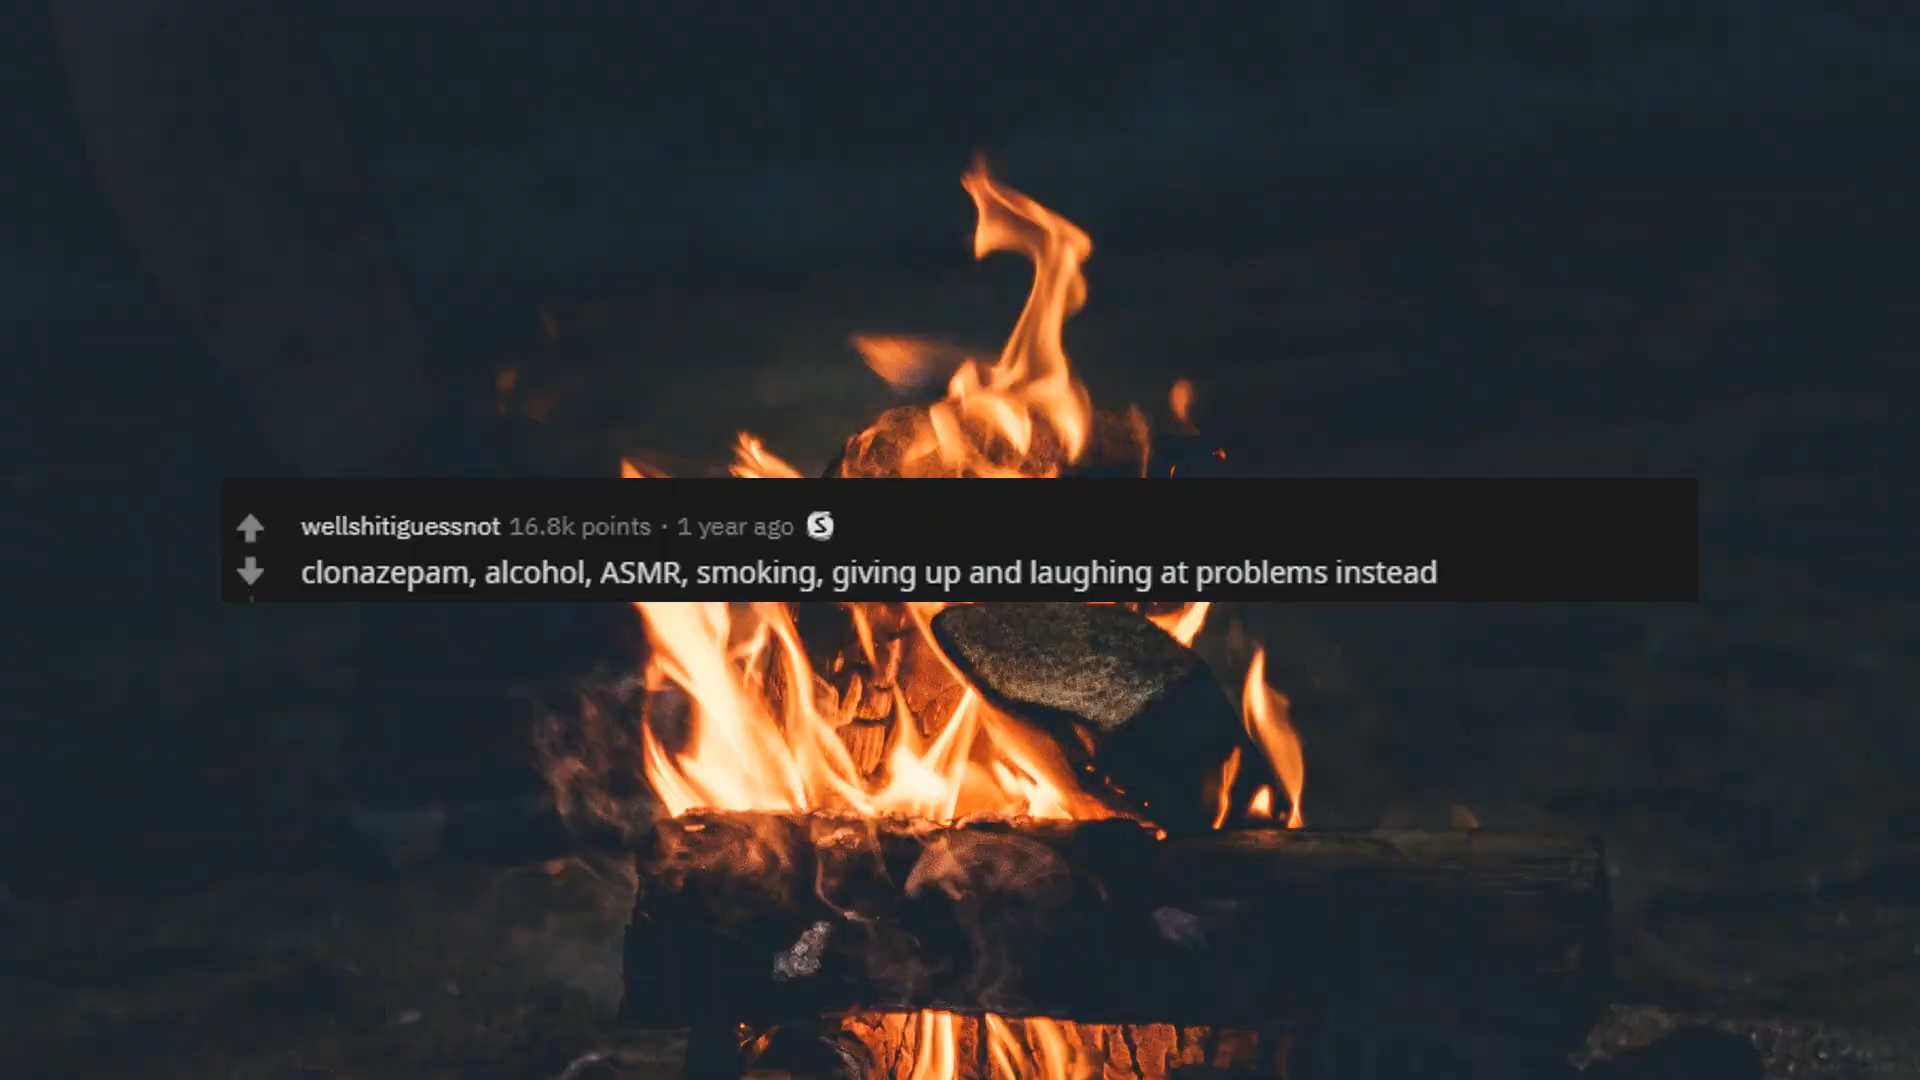 wellshitiguessnot 16.8k points · 1 year ago S
clonazepam, alcohol, ASMR, smoking, giving up and laughing at problems instead